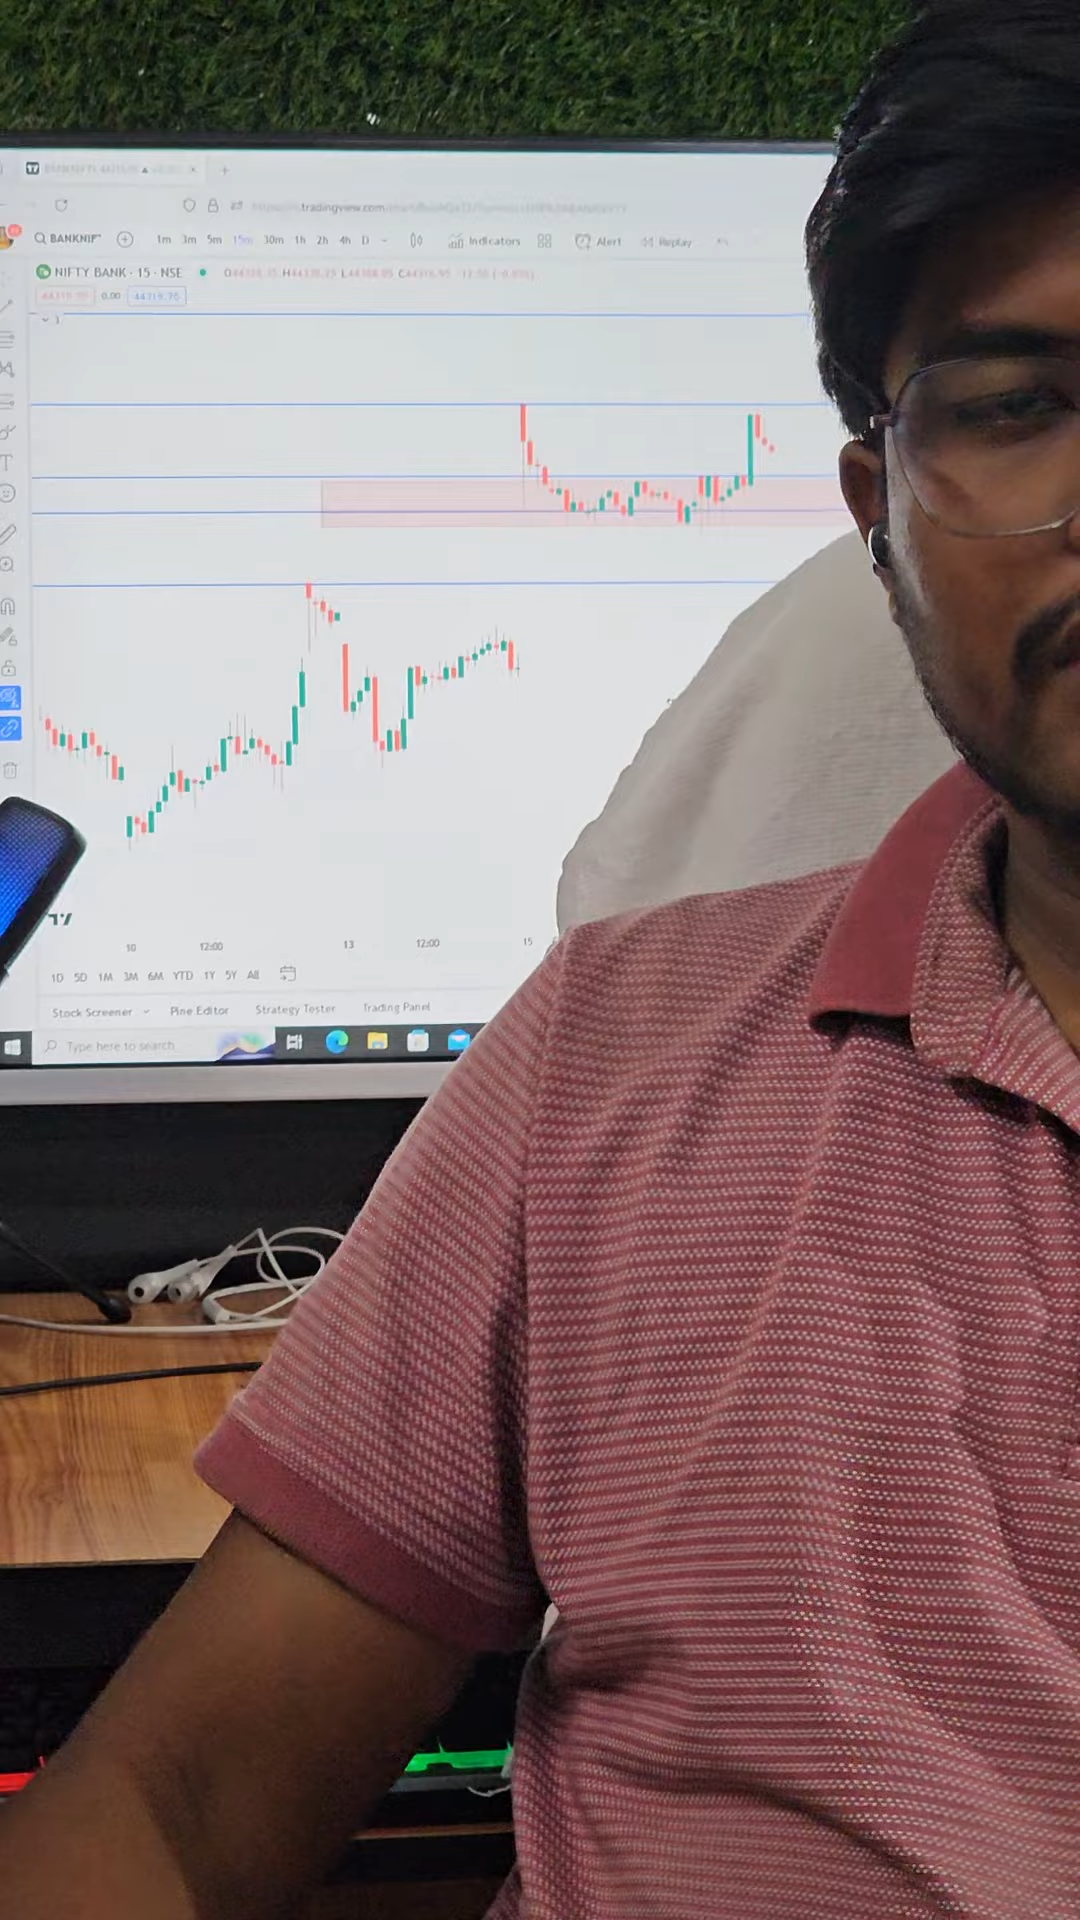 tradingview.com
BANKNIF
1m 3m 5m 15m 30m 1h 2h 4h D
Indicators
Alert
Replay
NIFTY BANK · 15 · NSE
0.00
10 12:00 13 12:00 15
1D 5D 1M 3M 6M YTD 1Y 5Y All
Stock Screener Pine Editor Strategy Tester Trading Panel
Type here to search